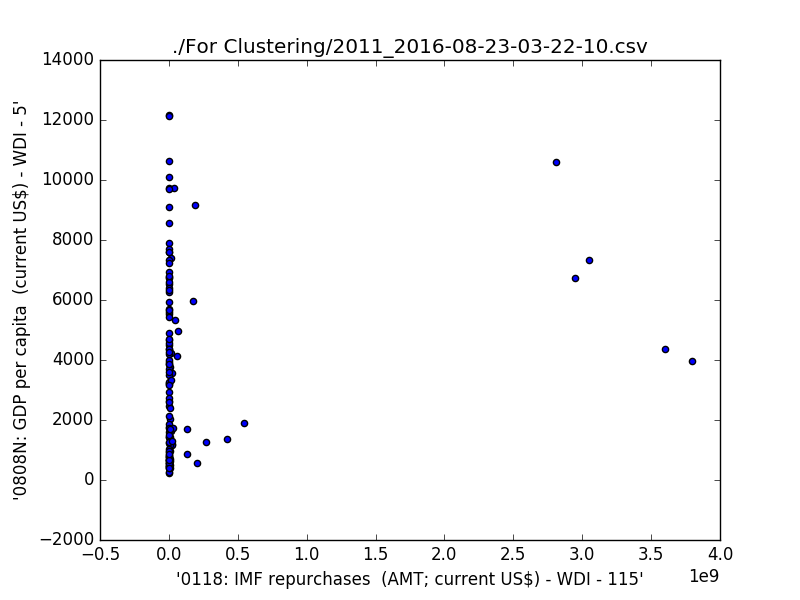 ./For Clustering/2011_2016-08-23-03-22-10.csv
14000
12000
10000
8000
6000
4000
2000
0
−2000
'0808N: GDP per capita  (current US$) - WDI - 5'
−0.5 0.0 0.5 1.0 1.5 2.0 2.5 3.0 3.5 4.0
1e9
'0118: IMF repurchases  (AMT; current US$) - WDI - 115'